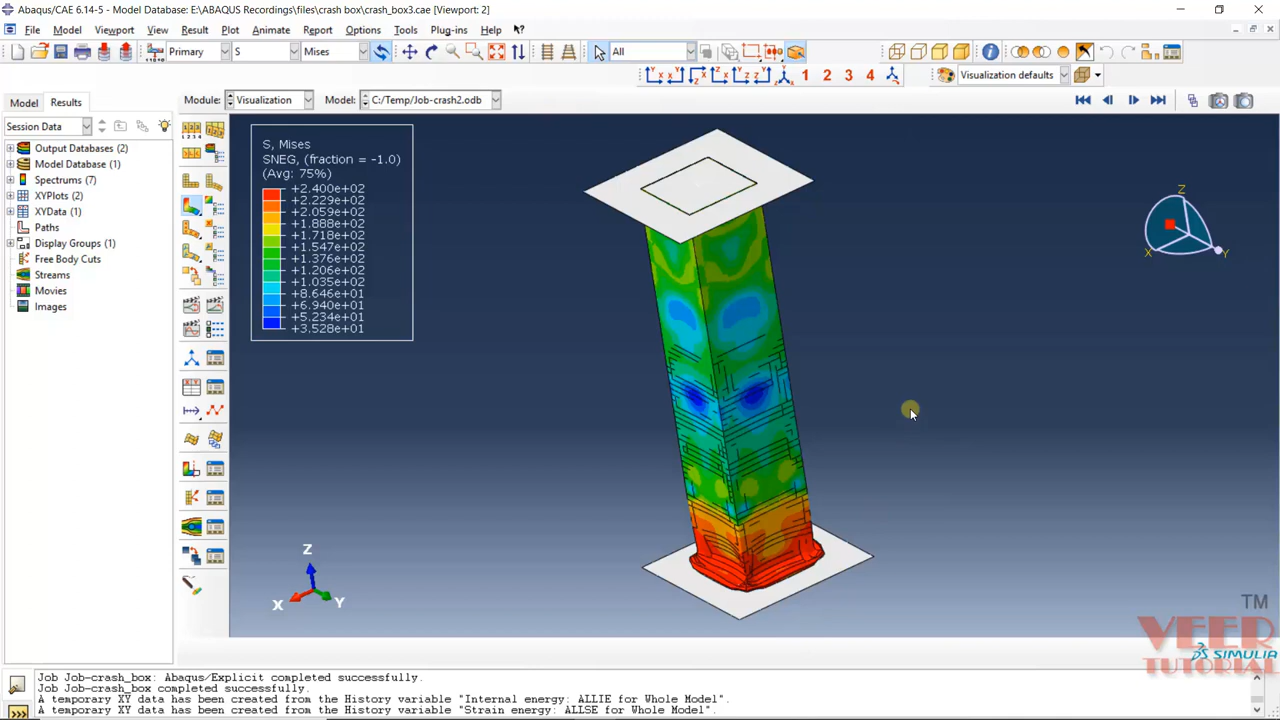 Abaqus/CAE 6.14-5 - Model Database: E:\ABAQUS Recordings\files\crash box\crash_box3.cae [Viewport: 2]
File Model Viewport View Result Plot Animate Report Options Tools Plug-ins Help
Primary S Mises All
1 2 3 4 Visualization defaults
Model Results Module: Visualization Model: C:/Temp/Job-crash2.odb
Session Data
Output Databases (2)
Model Database (1)
Spectrums (7)
XYPlots (2)
XYData (1)
Paths
Display Groups (1)
Free Body Cuts
Streams
Movies
Images
S, Mises
SNEG, (fraction = -1.0)
(Avg: 75%)
+2.400e+02
+2.229e+02
+2.059e+02
+1.888e+02
+1.718e+02
+1.547e+02
+1.376e+02
+1.206e+02
+1.035e+02
+8.646e+01
+6.940e+01
+5.234e+01
+3.528e+01
Z
X Y
Z
X Y
TM
VEER
SIMULIA
TUTORIAL
Job Job-crash_box: Abaqus/Explicit completed successfully.
Job Job-crash_box completed successfully.
A temporary XY data has been created from the History variable "Internal energy: ALLIE for Whole Model".
A temporary XY data has been created from the History variable "Strain energy: ALLSE for Whole Model".